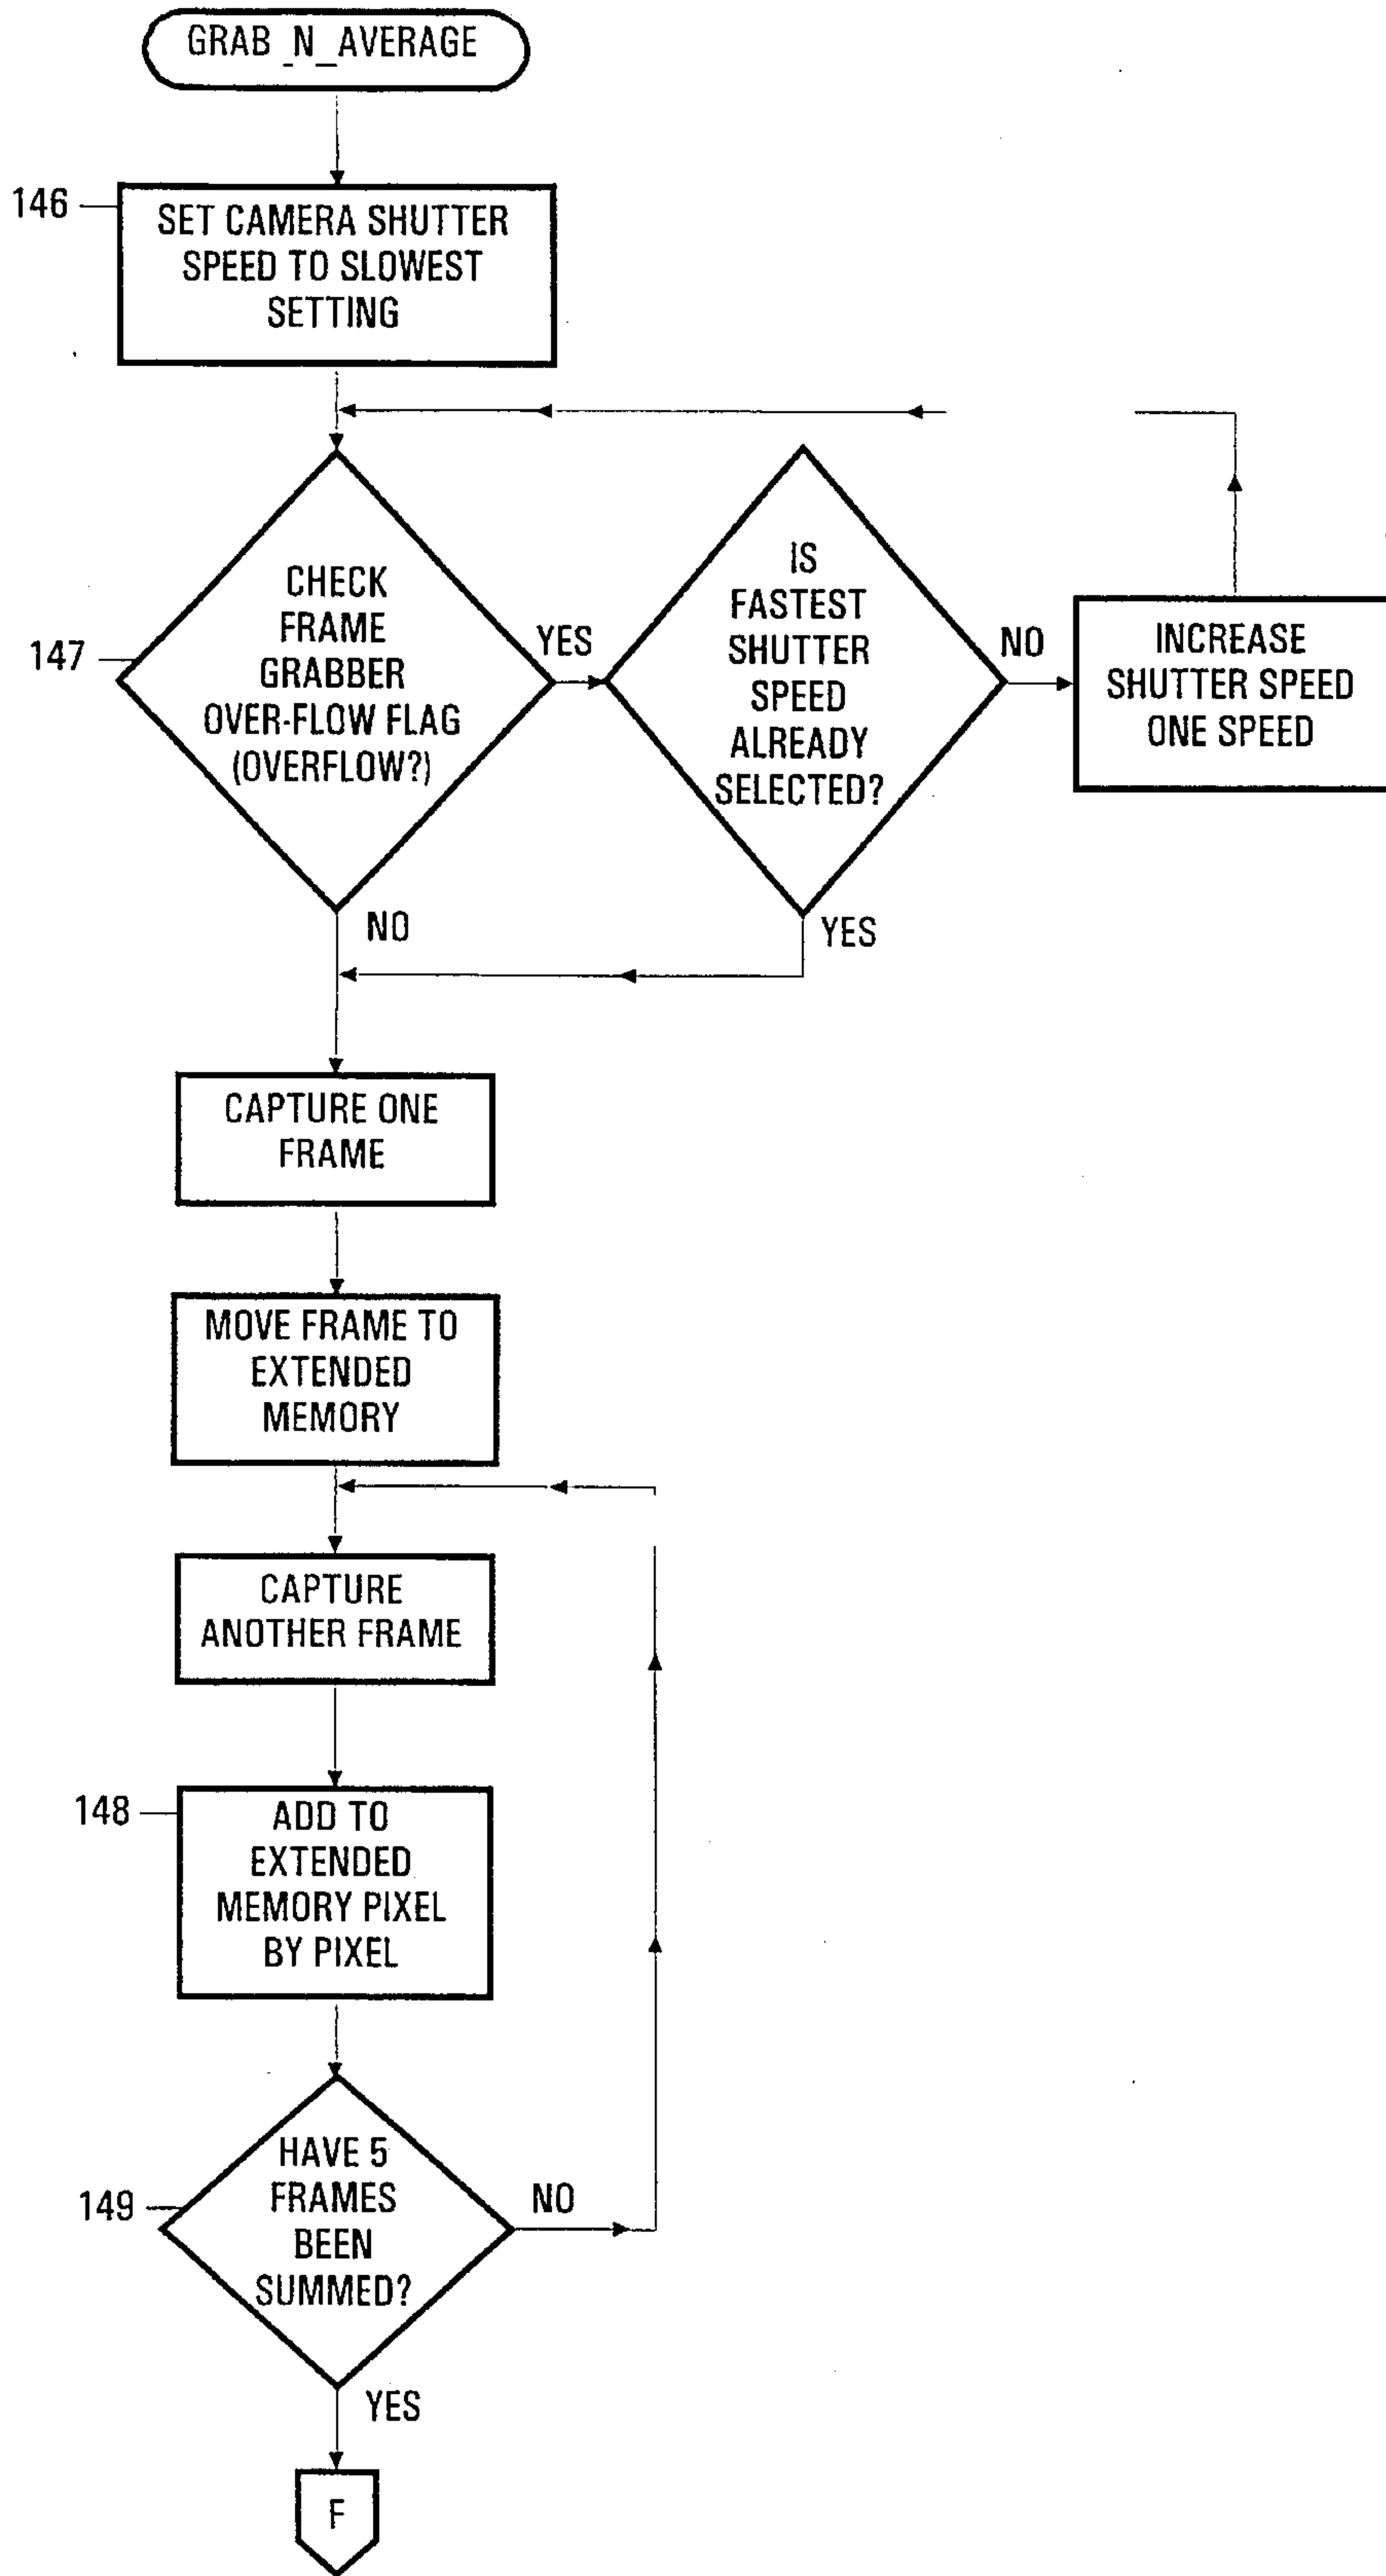 GRAB_N_AVERAGE
146
SET CAMERA SHUTTER
SPEED TO SLOWEST
SETTING
147
CHECK
FRAME
GRABBER
OVER-FLOW FLAG
(OVERFLOW?)
YES
IS
FASTEST
SHUTTER
SPEED
ALREADY
SELECTED?
NO
INCREASE
SHUTTER SPEED
ONE SPEED
NO
YES
CAPTURE ONE
FRAME
MOVE FRAME TO
EXTENDED
MEMORY
CAPTURE
ANOTHER FRAME
148
ADD TO
EXTENDED
MEMORY PIXEL
BY PIXEL
149
HAVE 5
FRAMES
BEEN
SUMMED?
NO
YES
F